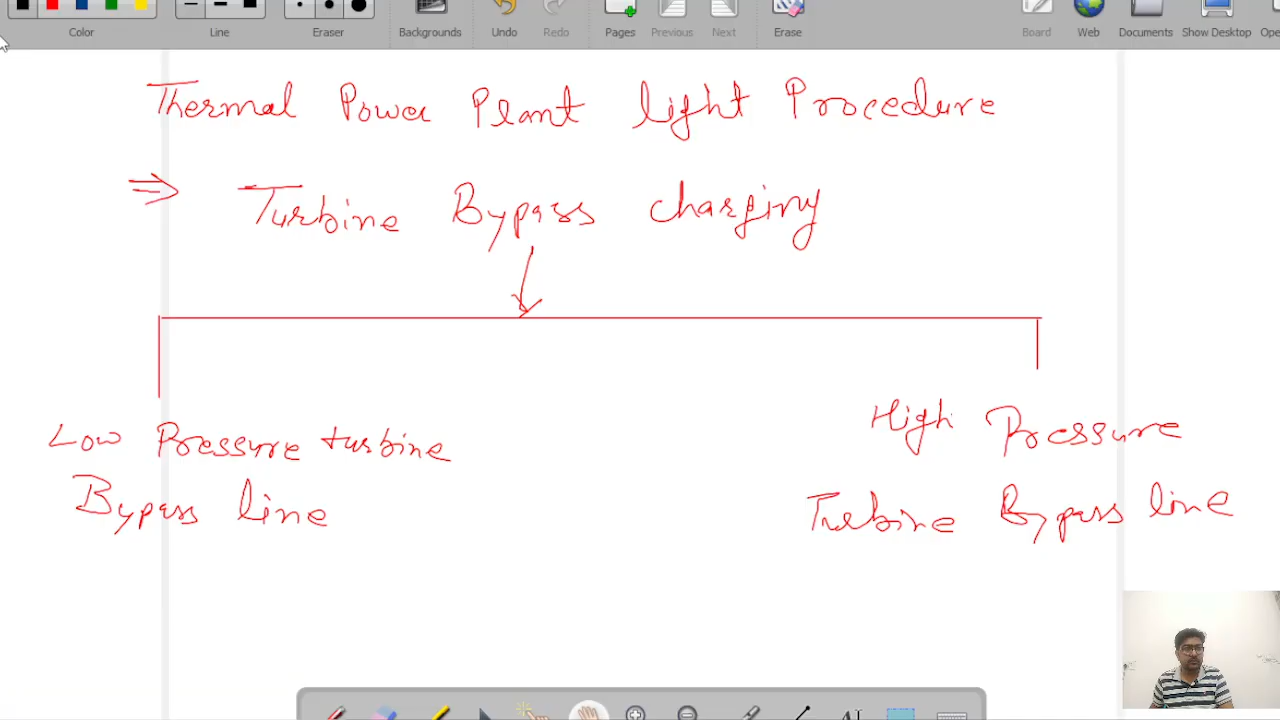 Color Line Eraser Backgrounds Undo Redo Pages Previous Next Erase Board Web Documents Show Desktop Ope
Thermal Power Plant light Procedure
⇒ Turbine Bypass charging
Low Pressure turbine
Bypass line
High Pressure
Turbine Bypass line